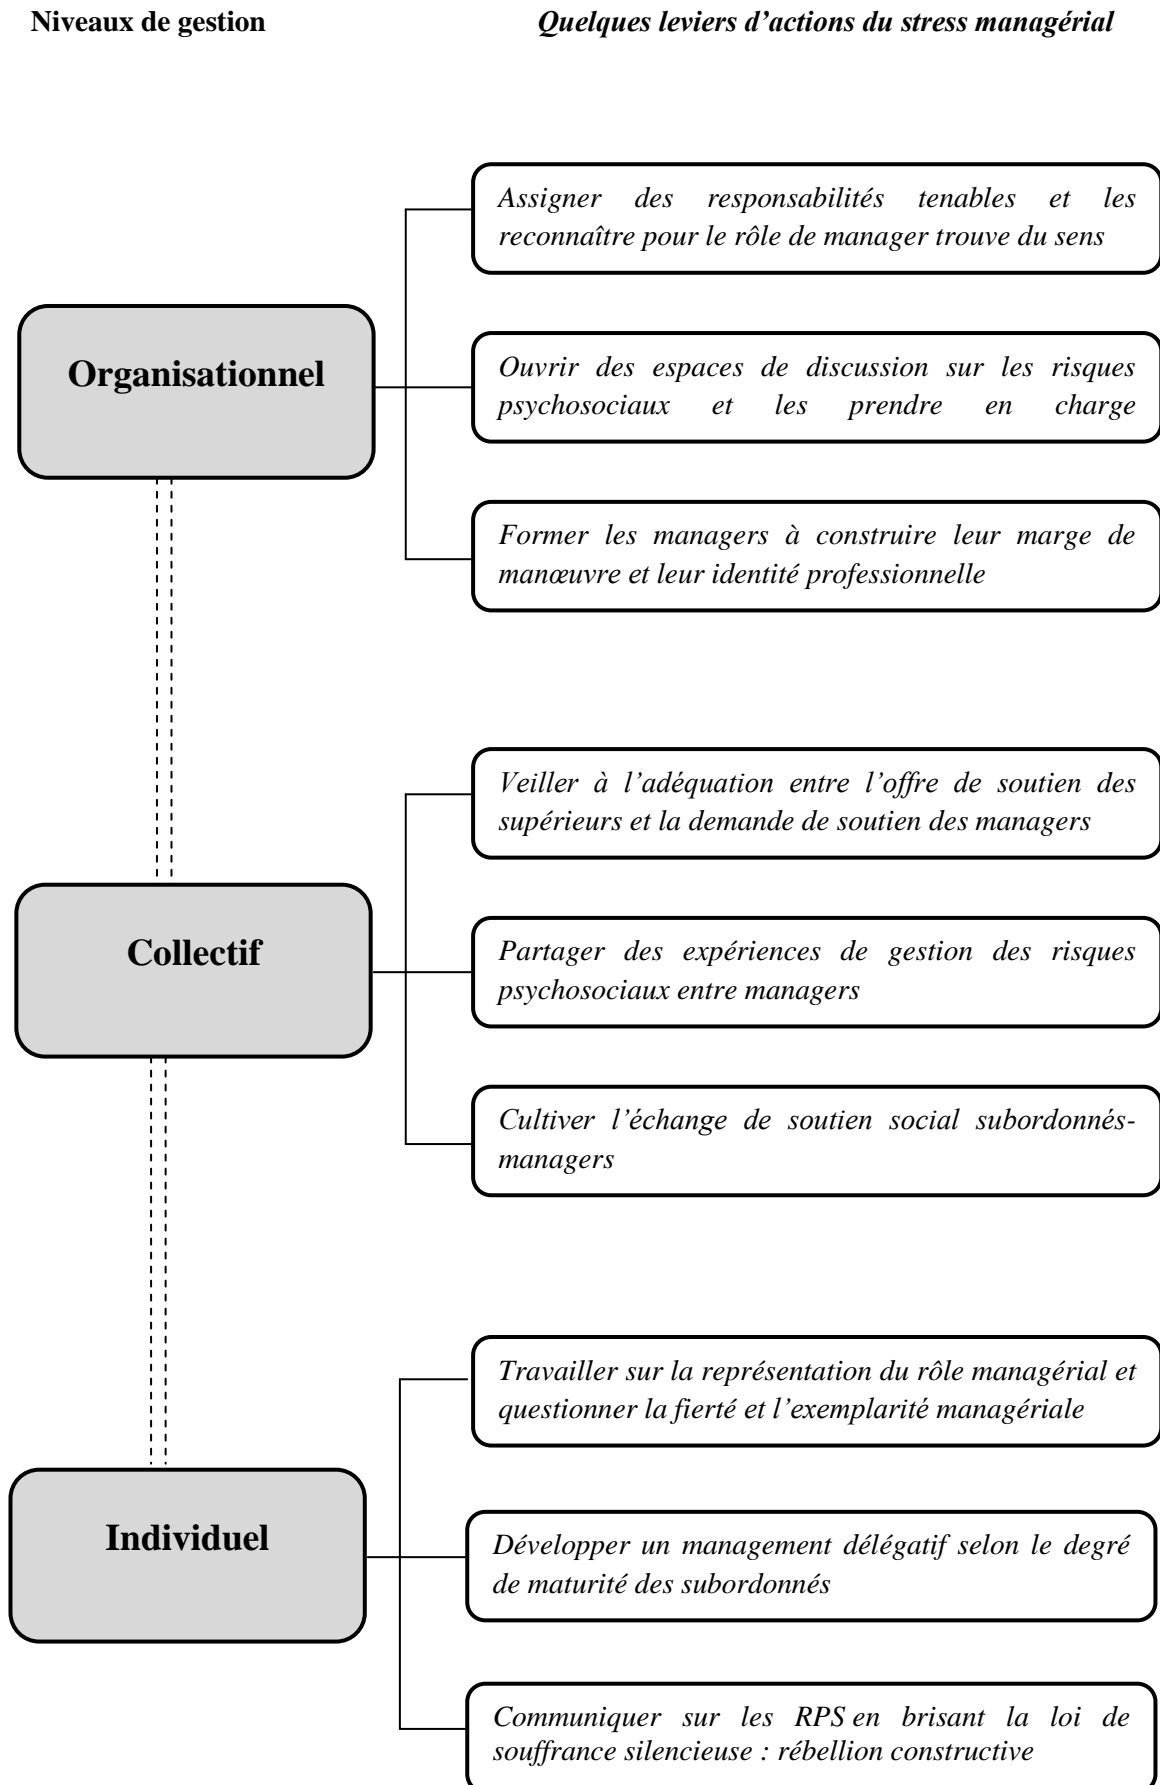 Niveaux de gestion
Quelques leviers d’actions du stress managérial
Assigner des responsabilités tenables et les
reconnaître pour le rôle de manager trouve du sens
Organisationnel
Ouvrir des espaces de discussion sur les risques
psychosociaux et les prendre en charge
Former les managers à construire leur marge de
manœuvre et leur identité professionnelle
Veiller à l’adéquation entre l’offre de soutien des
supérieurs et la demande de soutien des managers
Collectif
Partager des expériences de gestion des risques
psychosociaux entre managers
Cultiver l’échange de soutien social subordonnés-
managers
Travailler sur la représentation du rôle managérial et
questionner la fierté et l’exemplarité managériale
Individuel
Développer un management délégatif selon le degré
de maturité des subordonnés
Communiquer sur les RPS en brisant la loi de
souffrance silencieuse : rébellion constructive